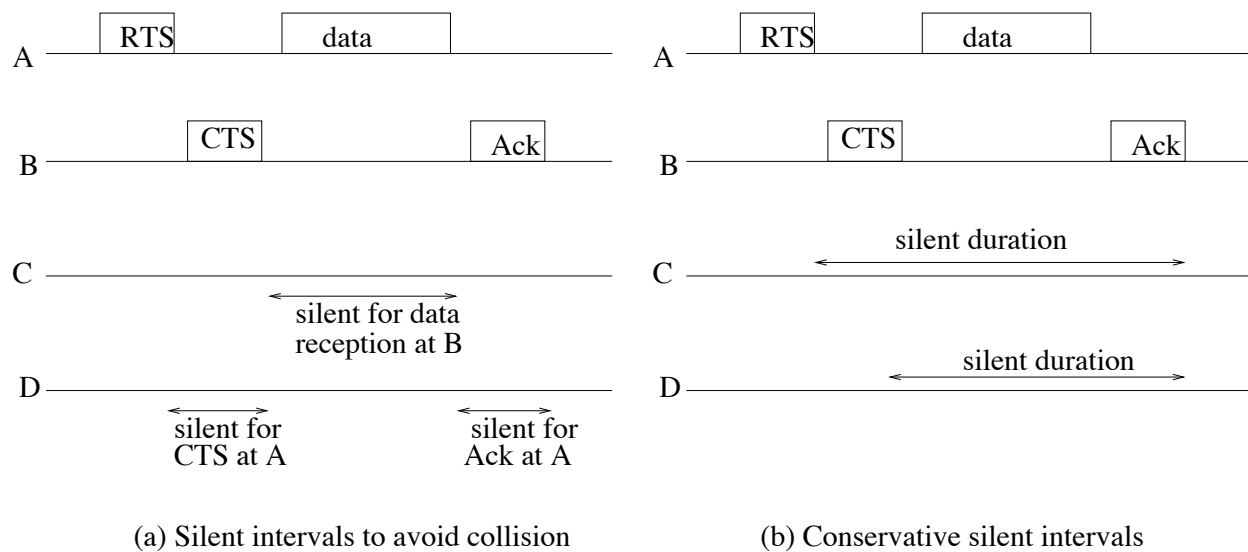 RTS
data
A
CTS
Ack
B
C
silent for data
reception at B
D
silent for
CTS at A
silent for
Ack at A
(a) Silent intervals to avoid collision
RTS
data
A
CTS
Ack
B
silent duration
C
silent duration
D
(b) Conservative silent intervals